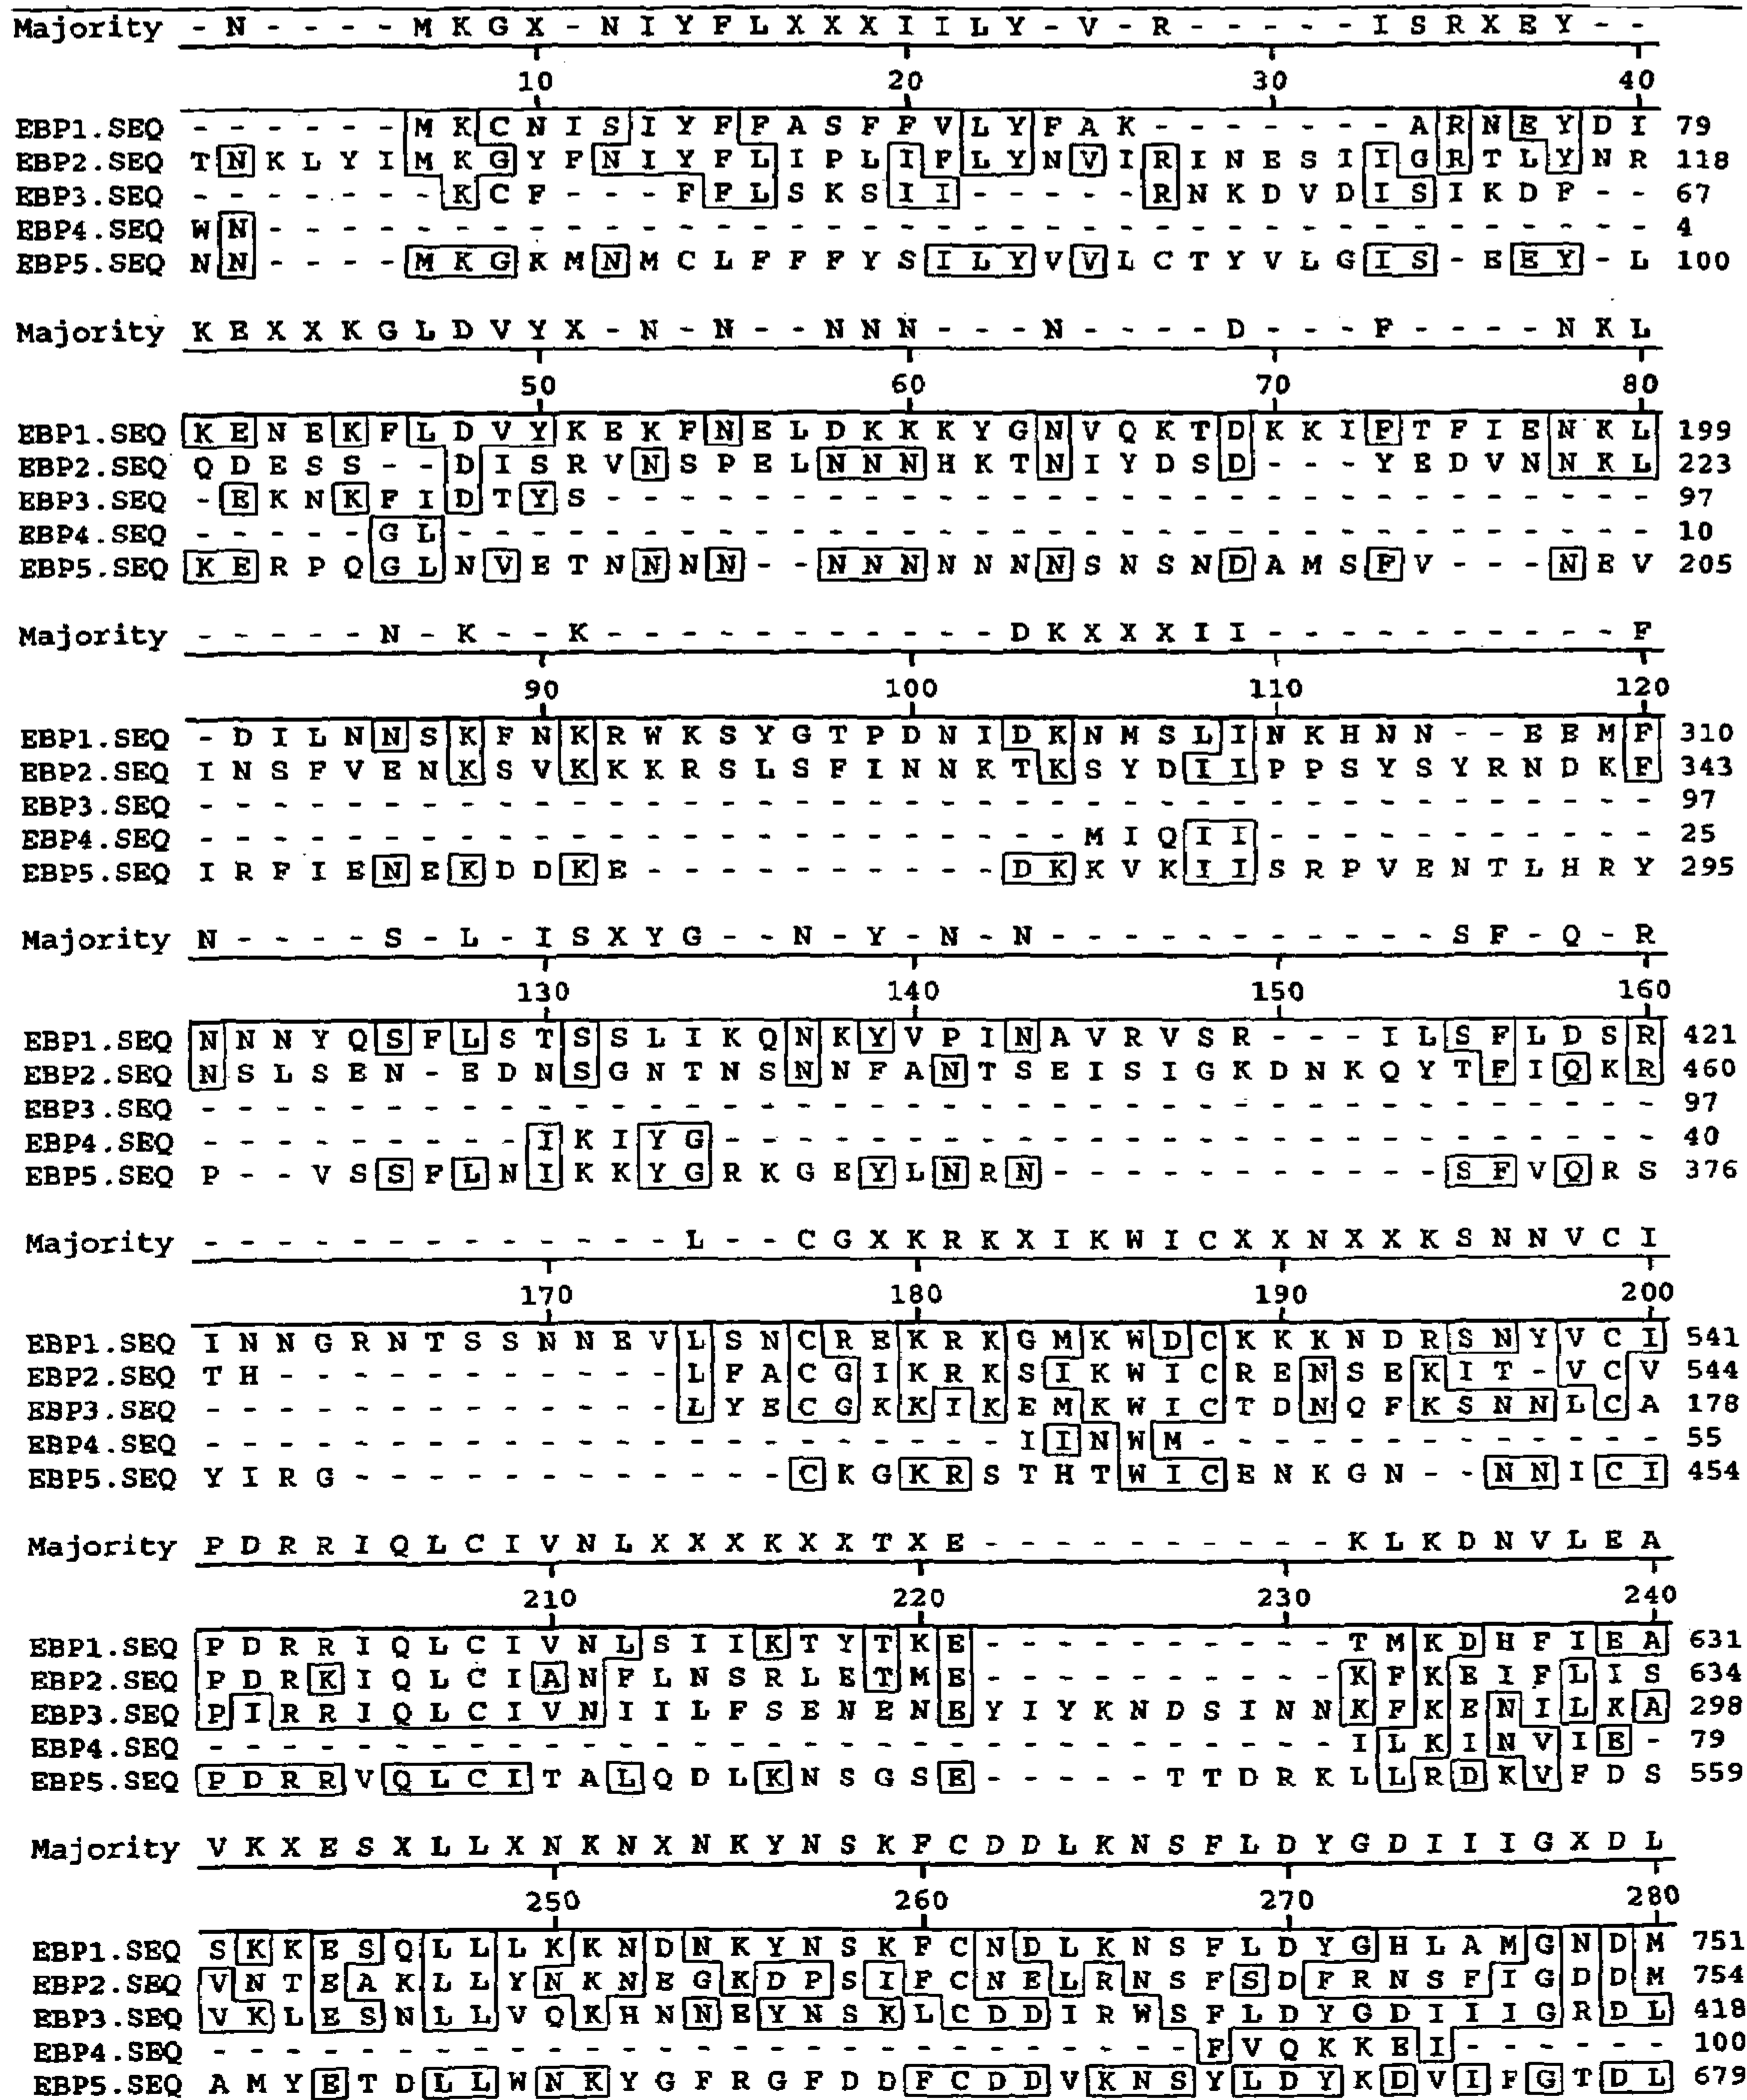 Majority - N - - - - M K G X - N I Y F L X X X I I L Y - V - R - - - - - I S R X E Y - -
10 20 30 40
EBP1.SEQ - - - - - - M K C N I S I Y F F A S F F V L Y F A K - - - - - - - A R N E Y D I 79
EBP2.SEQ T N K L Y I M K G Y F N I Y F L I P L I F L Y N V I R I N E S I I G R T L Y N R 118
EBP3.SEQ - - - - - - - K C F - - - F F L S K S I I - - - - - R N K D V D I S I K D F - - 67
EBP4.SEQ W N - - - - - - - - - - - - - - - - - - - - - - - - - - - - - - - - - - - - - - 4
EBP5.SEQ N N - - - - M K G K M N M C L F F F Y S I L Y V V L C T Y V L G I S - E E Y - L 100
Majority K E X X K G L D V Y X - N - N - - N N N - - - N - - - - D - - - F - - - - N K L
50 60 70 80
EBP1.SEQ K E N E K F L D V Y K E K F N E L D K K K Y G N V Q K T D K K I F T F I E N K L 199
EBP2.SEQ Q D E S S - - D I S R V N S P E L N N N H K T N I Y D S D - - - Y E D V N N K L 223
EBP3.SEQ - E K N K F I D T Y S - - - - - - - - - - - - - - - - - - - - - - - - - - - - - 97
EBP4.SEQ - - - - - G L - - - - - - - - - - - - - - - - - - - - - - - - - - - - - - - - - 10
EBP5.SEQ K E R P Q G L N V E T N N N N - - N N N N N N N S N S N D A M S F V - - - N E V 205
Majority - - - - - N - K - - K - - - - - - - - - - - D K X X X I I - - - - - - - - - - F
90 100 110 120
EBP1.SEQ - D I L N N S K F N K R W K S Y G T P D N I D K N M S L I N K H N N - - E E M F 310
EBP2.SEQ I N S F V E N K S V K K K R S L S F I N N K T K S Y D I I P P S Y S Y R N D K F 343
EBP3.SEQ - - - - - - - - - - - - - - - - - - - - - - - - - - - - - - - - - - - - - - - - 97
EBP4.SEQ - - - - - - - - - - - - - - - - - - - - - - - - M I Q I I - - - - - - - - - - - 25
EBP5.SEQ I R F I E N E K D D K E - - - - - - - - - - D K K V K I I S R P V E N T L H R Y 295
Majority N - - - - S - L - I S X Y G - - N - Y - N - N - - - - - - - - - - - S F - Q - R
130 140 150 160
EBP1.SEQ N N N Y Q S F L S T S S L I K Q N K Y V P I N A V R V S R - - - I L S F L D S R 421
EBP2.SEQ N S L S E N - E D N S G N T N S N N F A N T S E I S I G K D N K Q Y T F I Q K R 460
EBP3.SEQ - - - - - - - - - - - - - - - - - - - - - - - - - - - - - - - - - - - - - - - - 97
EBP4.SEQ - - - - - - - - - I K I Y G - - - - - - - - - - - - - - - - - - - - - - - - - - 40
EBP5.SEQ P - - V S S F L N I K K Y G R K G E Y L N R N - - - - - - - - - - - S F V Q R S 376
Majority - - - - - - - - - - - - - L - - C G X K R K X I K W I C X X N X X K S N N V C I
170 180 190 200
EBP1.SEQ I N N G R N T S S N N E V L S N C R E K R K G M K W D C K K K N D R S N Y V C I 541
EBP2.SEQ T H - - - - - - - - - - - L F A C G I K R K S I K W I C R E N S E K I T - V C V 544
EBP3.SEQ - - - - - - - - - - - - - L Y E C G K K I K E M K W I C T D N Q F K S N N L C A 178
EBP4.SEQ - - - - - - - - - - - - - - - - - - - - - - I I N W M - - - - - - - - - - - - - 55
EBP5.SEQ Y I R G - - - - - - - - - - - - C K G K R S T H T W I C E N K G N - - N N I C I 454
Majority P D R R I Q L C I V N L X X X K X X T X E - - - - - - - - - - K L K D N V L E A
210 220 230 240
EBP1.SEQ P D R R I Q L C I V N L S I I K T Y T K E - - - - - - - - - - T M K D H F I E A 631
EBP2.SEQ P D R K I Q L C I A N F L N S R L E T M E - - - - - - - - - - K F K E I F L I S 634
EBP3.SEQ P I R R I Q L C I V N I I L F S E N E N E Y I Y K N D S I N N K F K E N I L K A 298
EBP4.SEQ - - - - - - - - - - - - - - - - - - - - - - - - - - - - - - - I L K I N V I E - 79
EBP5.SEQ P D R R V Q L C I T A L Q D L K N S G S E - - - - - T T D R K L L R D K V F D S 559
Majority V K X E S X L L X N K N X N K Y N S K F C D D L K N S F L D Y G D I I I G X D L
250 260 270 280
EBP1.SEQ S K K E S Q L L L K K N D N K Y N S K F C N D L K N S F L D Y G H L A M G N D M 751
EBP2.SEQ V N T E A K L L Y N K N E G K D P S I F C N E L R N S F S D F R N S F I G D D M 754
EBP3.SEQ V K L E S N L L V Q K H N N E Y N S K L C D D I R W S F L D Y G D I I I G R D L 418
EBP4.SEQ - - - - - - - - - - - - - - - - - - - - - - - - - - - F V Q K K E I - - - - - - 100
EBP5.SEQ A M Y E T D L L W N K Y G F R G F D D F C D D V K N S Y L D Y K D V I F G T D L 679